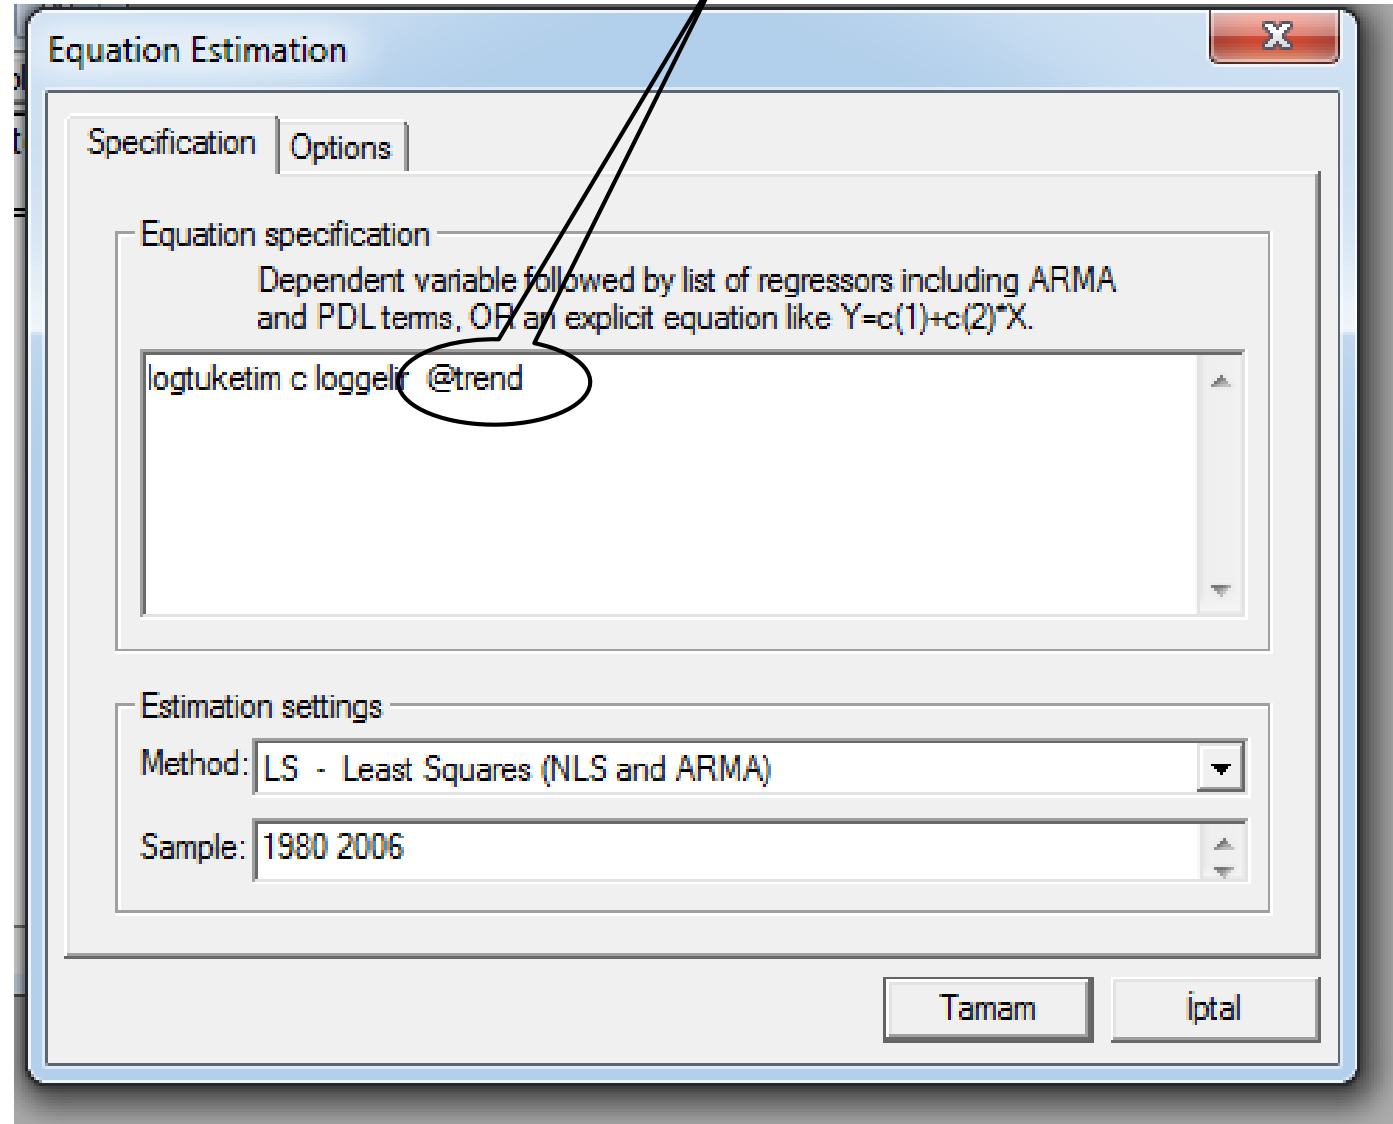 Equation Estimation
Specification
Options
Equation specification
Dependent variable followed by list of regressors including ARMA
and PDL terms, OR an explicit equation like Y=c(1)+c(2)*X.
logtuketim c loggelir @trend
Estimation settings
Method: LS - Least Squares (NLS and ARMA)
Sample: 1980 2006
Tamam
İptal